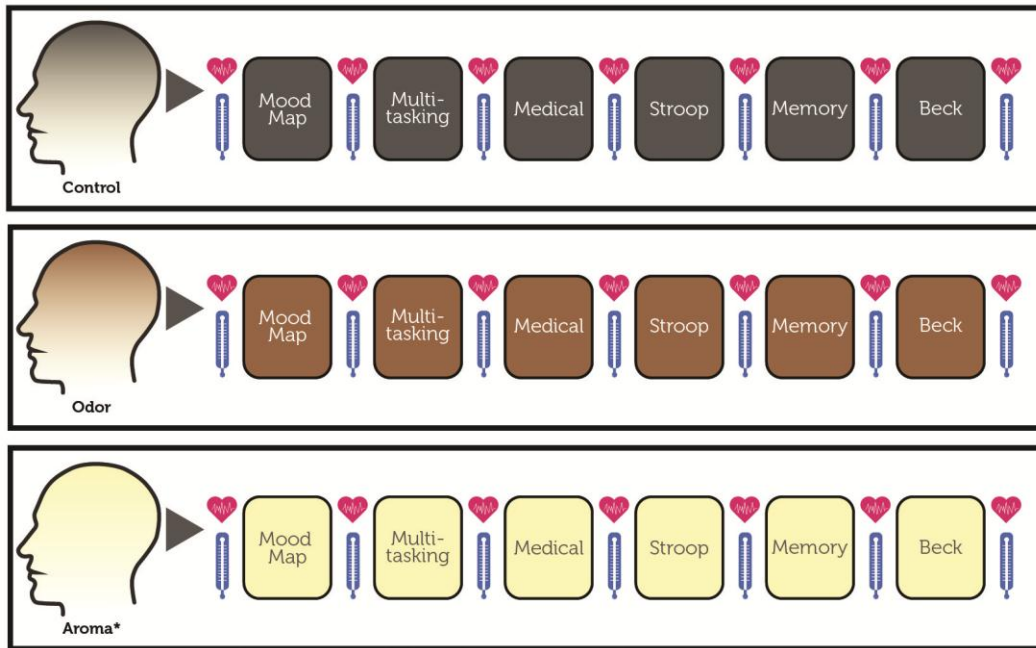 Mood
Map
Multi-
tasking
Medical
Stroop
Memory
Beck
Control
Mood
Map
Multi-
tasking
Medical
Stroop
Memory
Beck
Odor
Mood
Map
Multi-
tasking
Medical
Stroop
Memory
Beck
Aroma*